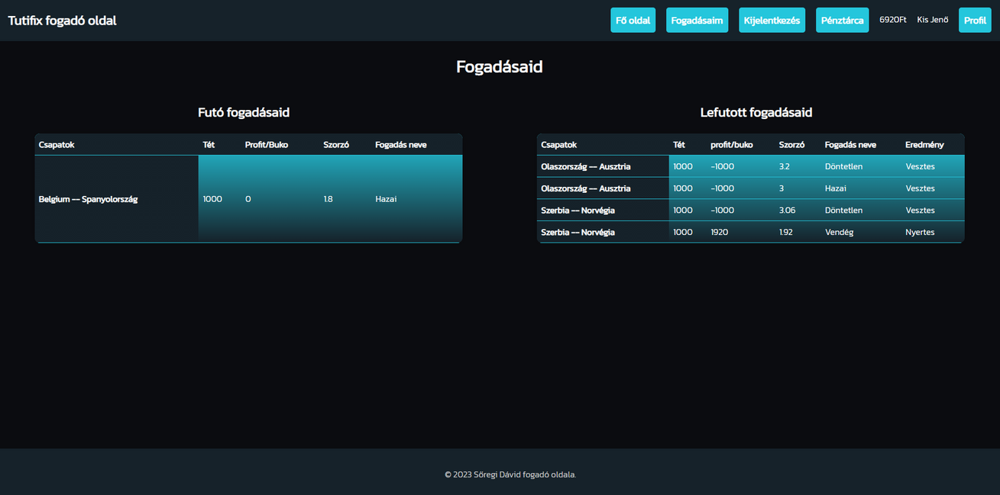 Tutifix fogadó oldal Fő oldal Fogadásaim Kijelentkezés Pénztárca 6920Ft Kis Jenő Profil
Fogadásaid
Futó fogadásaid
Csapatok Tét Profit/Buko Szorzó Fogadás neve
Belgium -- Spanyolország 1000 0 1.8 Hazai
Lefutott fogadásaid
Csapatok Tét profit/buko Szorzó Fogadás neve Eredmény
Olaszország -- Ausztria 1000 -1000 3.2 Döntetlen Vesztes
Olaszország -- Ausztria 1000 -1000 3 Hazai Vesztes
Szerbia -- Norvégia 1000 -1000 3.06 Döntetlen Vesztes
Szerbia -- Norvégia 1000 1920 1.92 Vendég Nyertes
© 2023 Sőregi Dávid fogadó oldala.